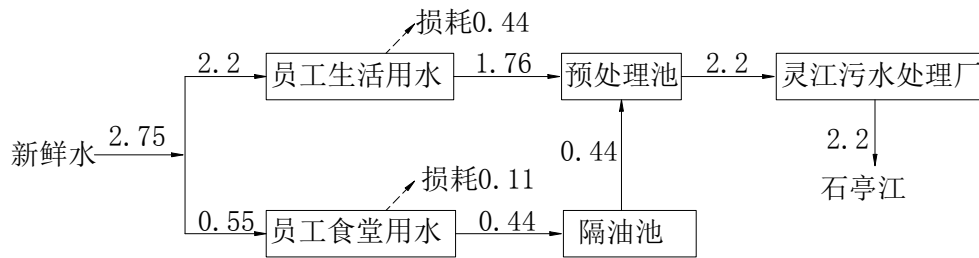 损耗0.44
2.2
员工生活用水
1.76
预处理池
2.2
灵江污水处理厂
新鲜水
2.75
0.44
2.2
石亭江
损耗0.11
0.55
员工食堂用水
0.44
隔油池